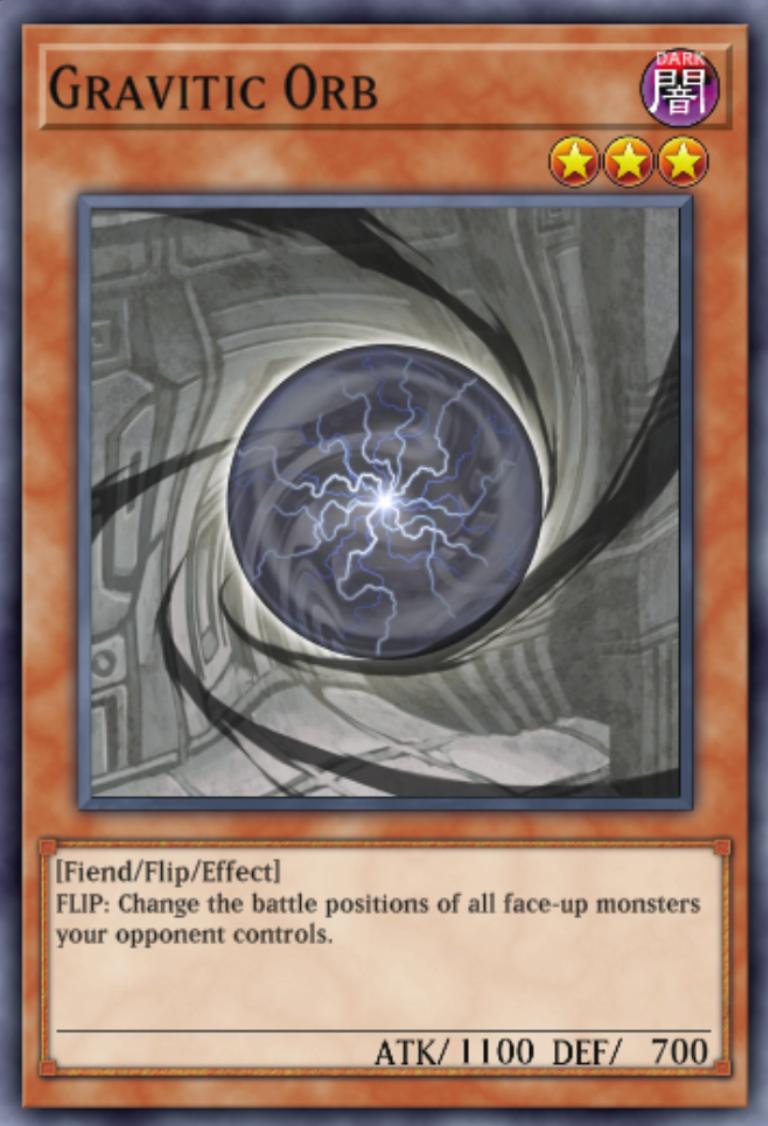 Gravitic Orb
DARK
闇
[Fiend/Flip/Effect]
FLIP: Change the battle positions of all face-up monsters
your opponent controls.
ATK/ 1100 DEF/ 700